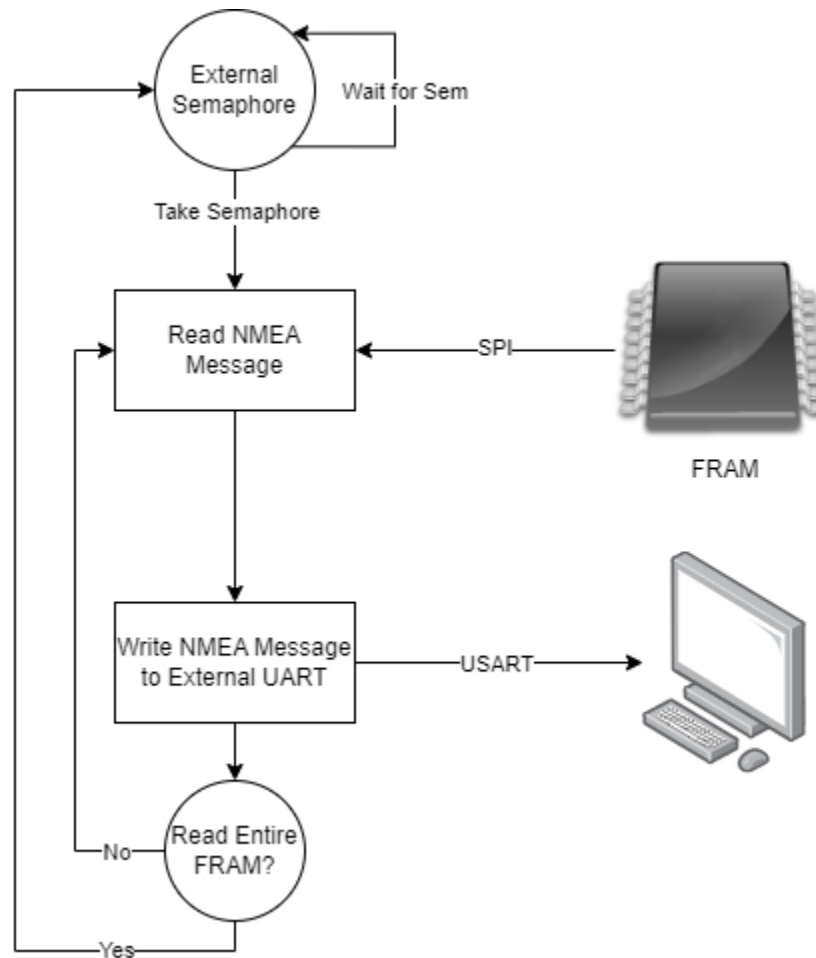 External
Semaphore
Wait for Sem
Take Semaphore
Read NMEA
Message
SPI
FRAM
Write NMEA Message
to External UART
USART
Read Entire
FRAM?
No
Yes